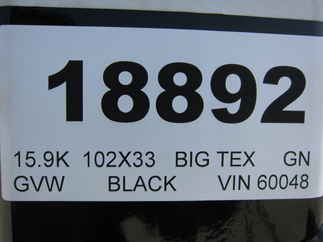 18892
15.9K 102X33 BIG TEX GN
GVW BLACK VIN 60048